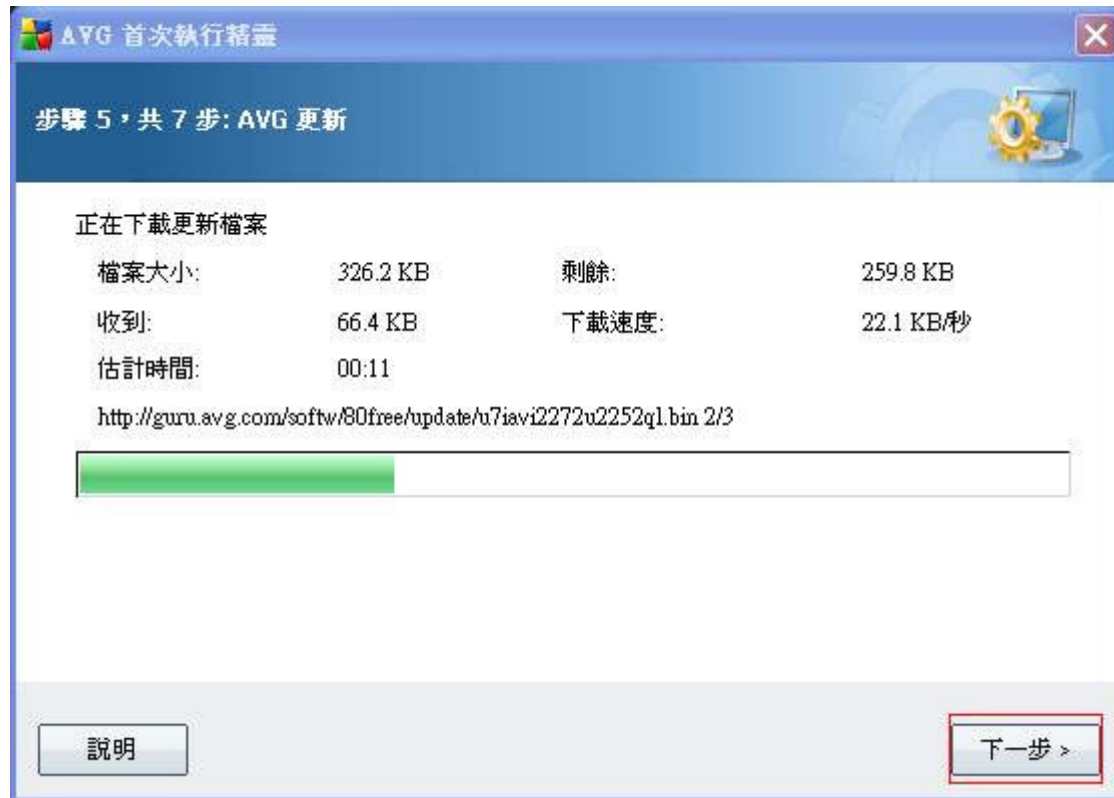 AVG 首次執行精靈
步驟 5，共 7 步: AVG 更新
正在下載更新檔案
檔案大小: 326.2 KB 剩餘: 259.8 KB
收到: 66.4 KB 下載速度: 22.1 KB/秒
估計時間: 00:11
http://guru.avg.com/softw/80free/update/u7iavi2272u2252ql.bin 2/3
說明
下一步 >